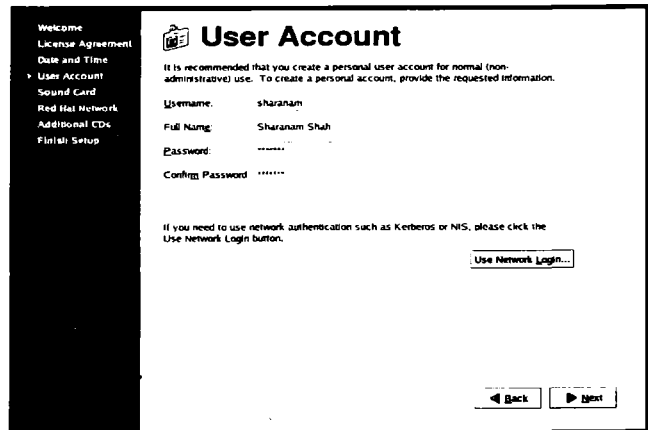 Welcome
License Agreement
Date and Time
User Account
Sound Card
Red Hat Network
Additional CDs
Finish Setup
User Account
It is recommended that you create a personal user account for normal (non-
administrative) use. To create a personal account, provide the requested information.
Username: sharanam
Full Name: Sharanam Shah
Password: *******
Confirm Password *******
If you need to use network authentication such as Kerberos or NIS, please click the
Use Network Login button.
Use Network Login...
Back
Next